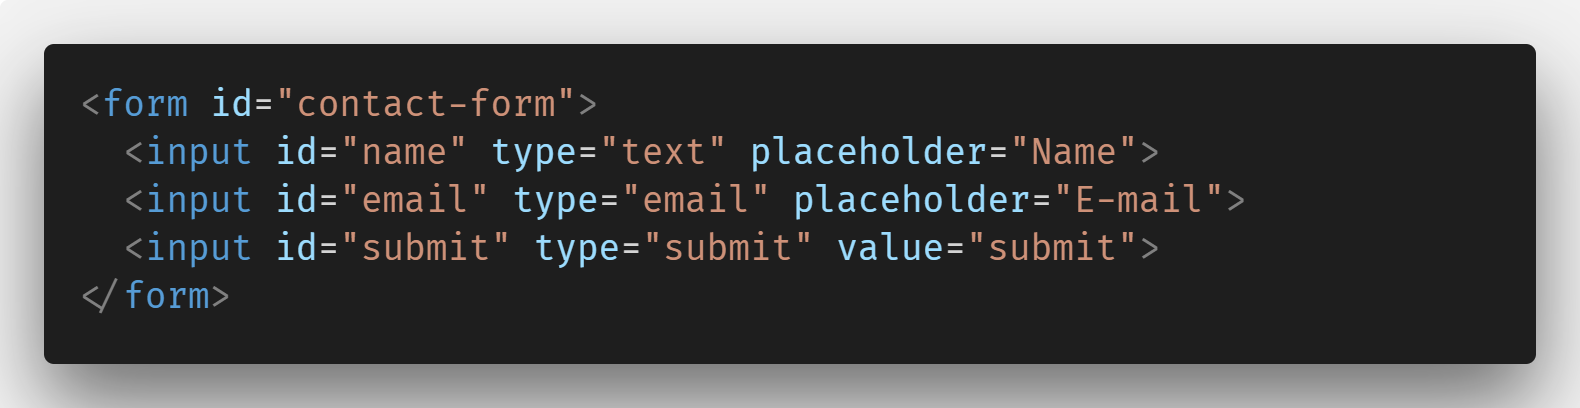 <form id="contact-form">
  <input id="name" type="text" placeholder="Name">
  <input id="email" type="email" placeholder="E-mail">
  <input id="submit" type="submit" value="submit">
</form>